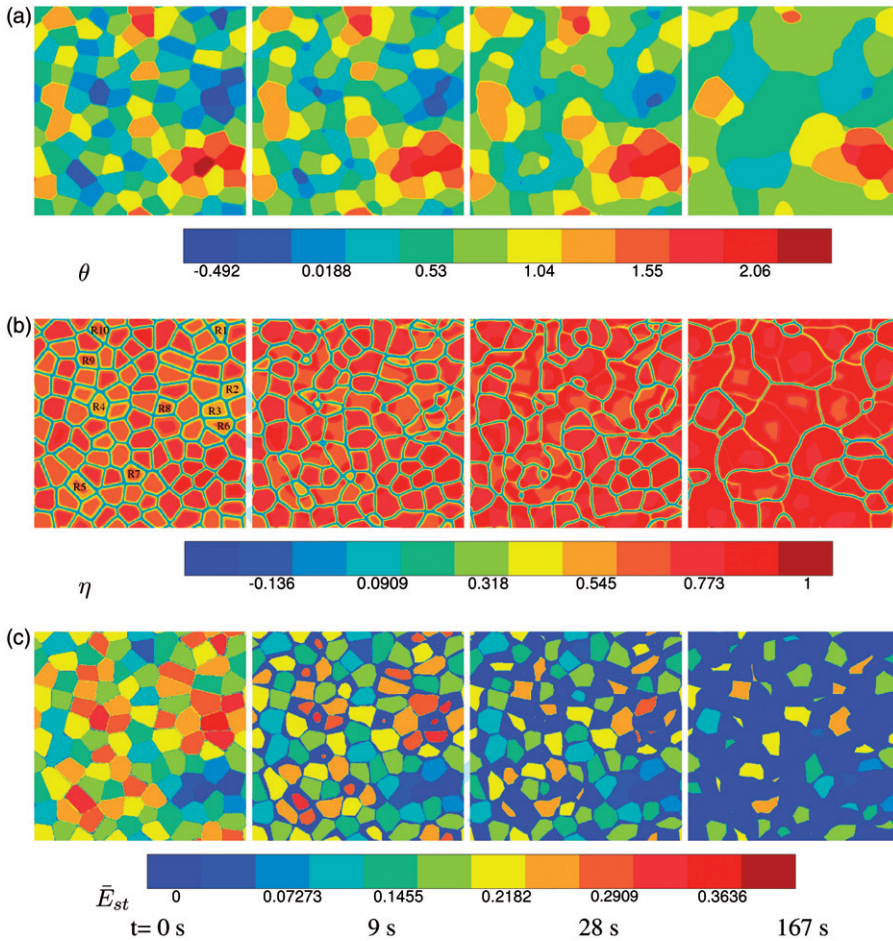 (a)
θ
-0.492 0.0188 0.53 1.04 1.55 2.06
(b)
R10 R1
R9
R2
R4 R8 R3
R6
R7
R5
η
-0.136 0.0909 0.318 0.545 0.773 1
(c)
Ē_st
0 0.07273 0.1455 0.2182 0.2909 0.3636
t= 0 s 9 s 28 s 167 s